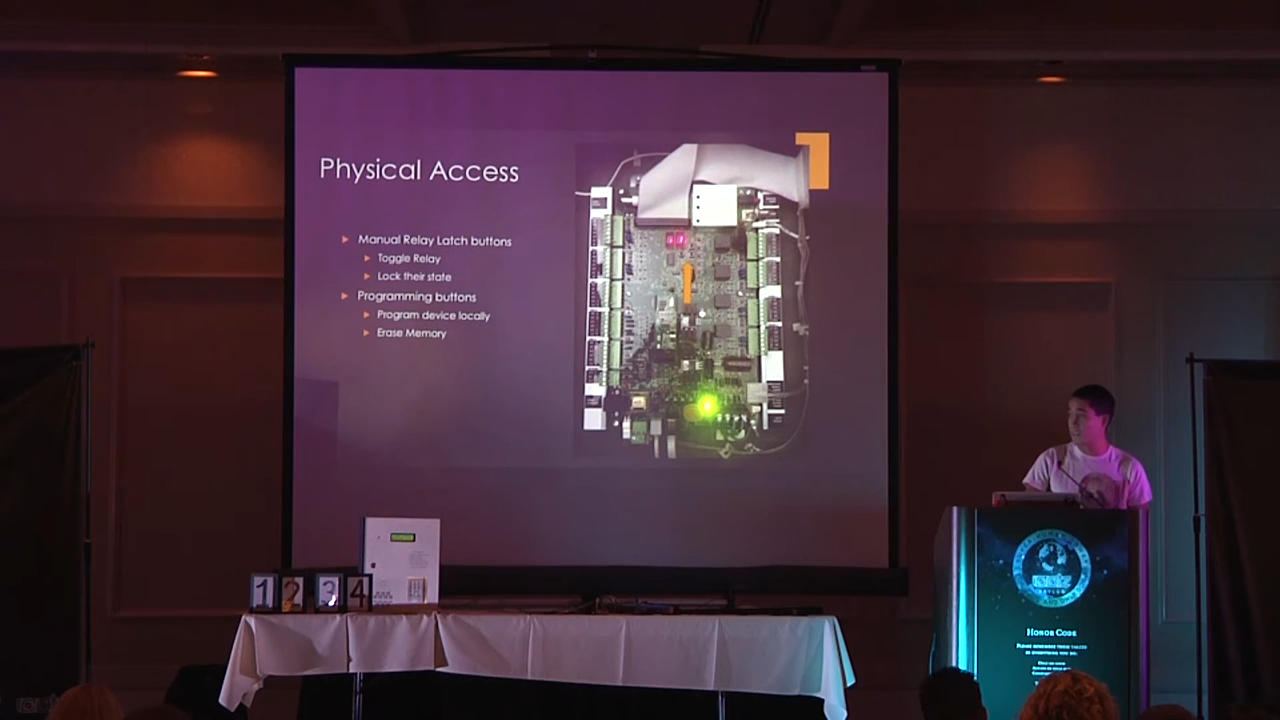 Physical Access
Manual Relay Latch buttons
Toggle Relay
Lock their state
Programming buttons
Program device locally
Erase Memory
1 2 3 4
HONOR CODE